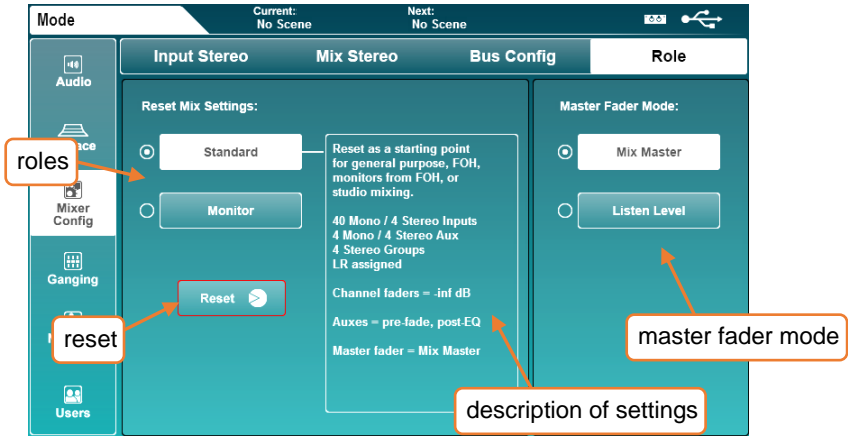 Mode
Current:
No Scene
Next:
No Scene
Input Stereo
Mix Stereo
Bus Config
Role
Audio
Mixer
Config
Ganging
Users
Reset Mix Settings:
Standard
Monitor
Reset
Reset as a starting point
for general purpose, FOH,
monitors from FOH, or
studio mixing.
40 Mono / 4 Stereo Inputs
4 Mono / 4 Stereo Aux
4 Stereo Groups
LR assigned
Channel faders = -inf dB
Auxes = pre-fade, post-EQ
Master fader = Mix Master
Master Fader Mode:
Mix Master
Listen Level
roles
reset
description of settings
master fader mode